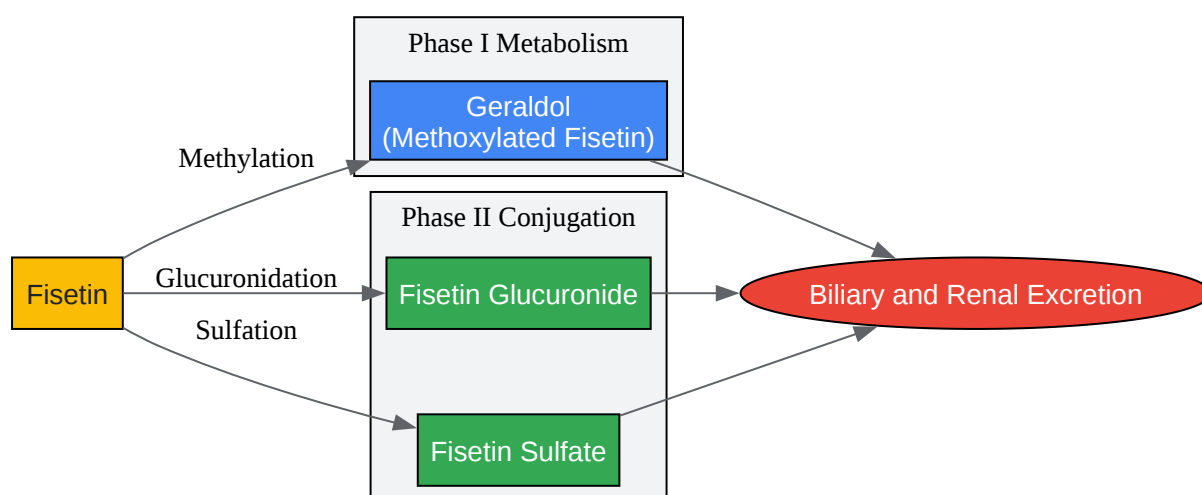 Phase I Metabolism
Geraldol
(Methoxylated Fisetin)
Methylation
Phase II Conjugation
Fisetin
Glucuronidation
Fisetin Glucuronide
Biliary and Renal Excretion
Sulfation
Fisetin Sulfate